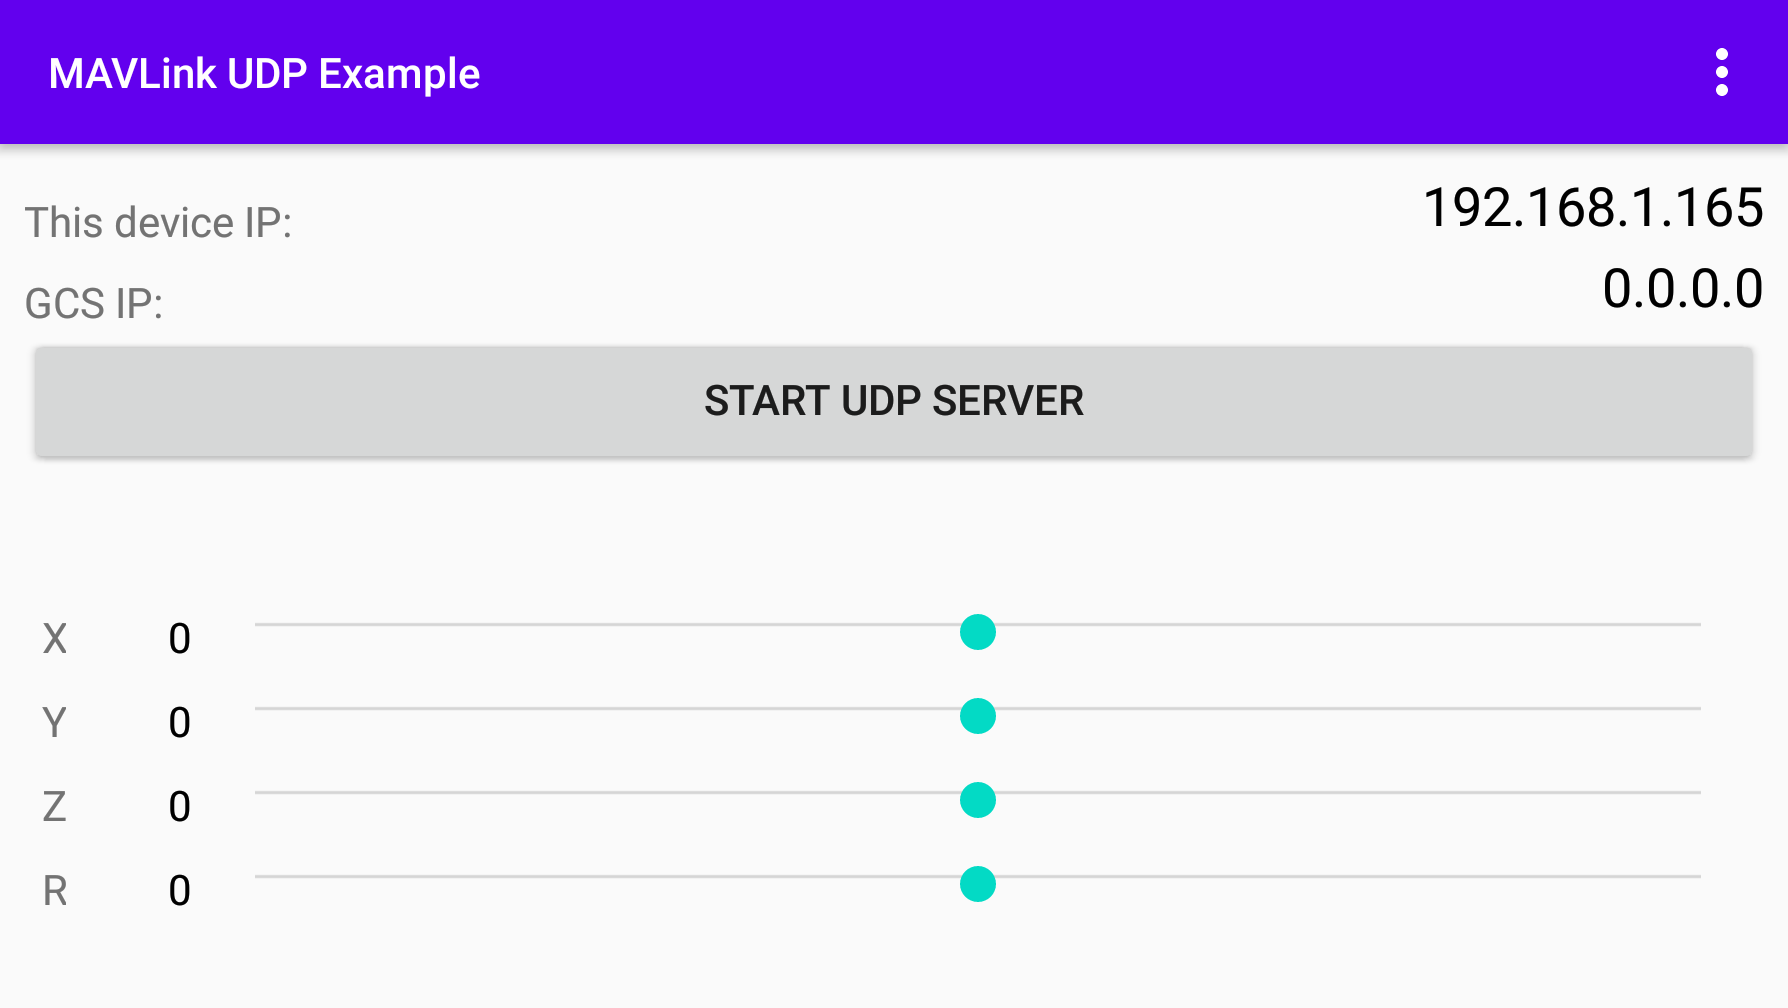 MAVLink UDP Example
This device IP: 192.168.1.165
GCS IP: 0.0.0.0
START UDP SERVER
X 0
Y 0
Z 0
R 0